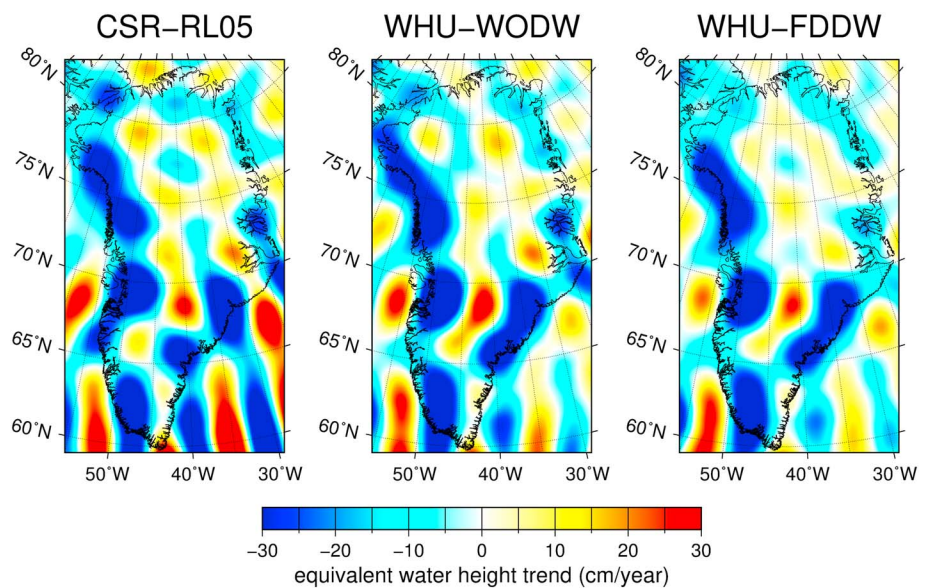 CSR−RL05 WHU−WODW WHU−FDDW
80°N 80°N 80°N
75°N 75°N 75°N
70°N 70°N 70°N
65°N 65°N 65°N
60°N 60°N 60°N
50°W 40°W 30°W 50°W 40°W 30°W 50°W 40°W 30°W
−30 −20 −10 0 10 20 30
equivalent water height trend (cm/year)